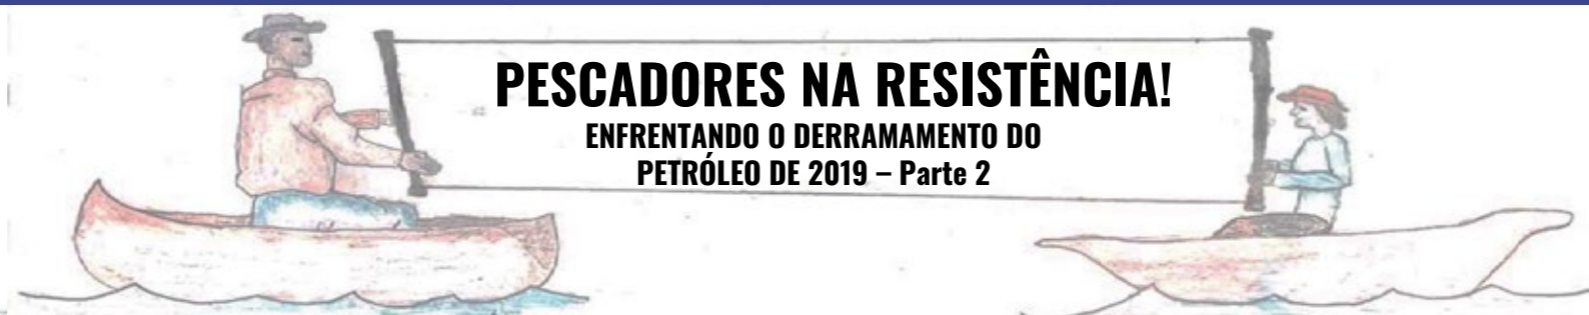 PESCADORES NA RESISTÊNCIA!
ENFRENTANDO O DERRAMAMENTO DO
PETRÓLEO DE 2019 – Parte 2